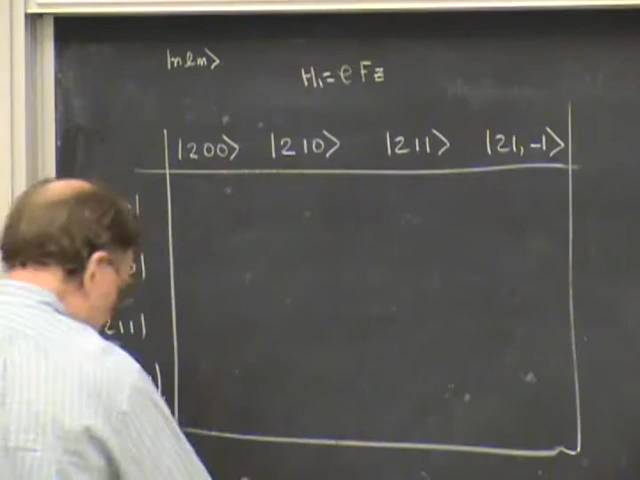 |nlm>
H₁ = eFz
|200> |210> |211> |21,-1>
211|